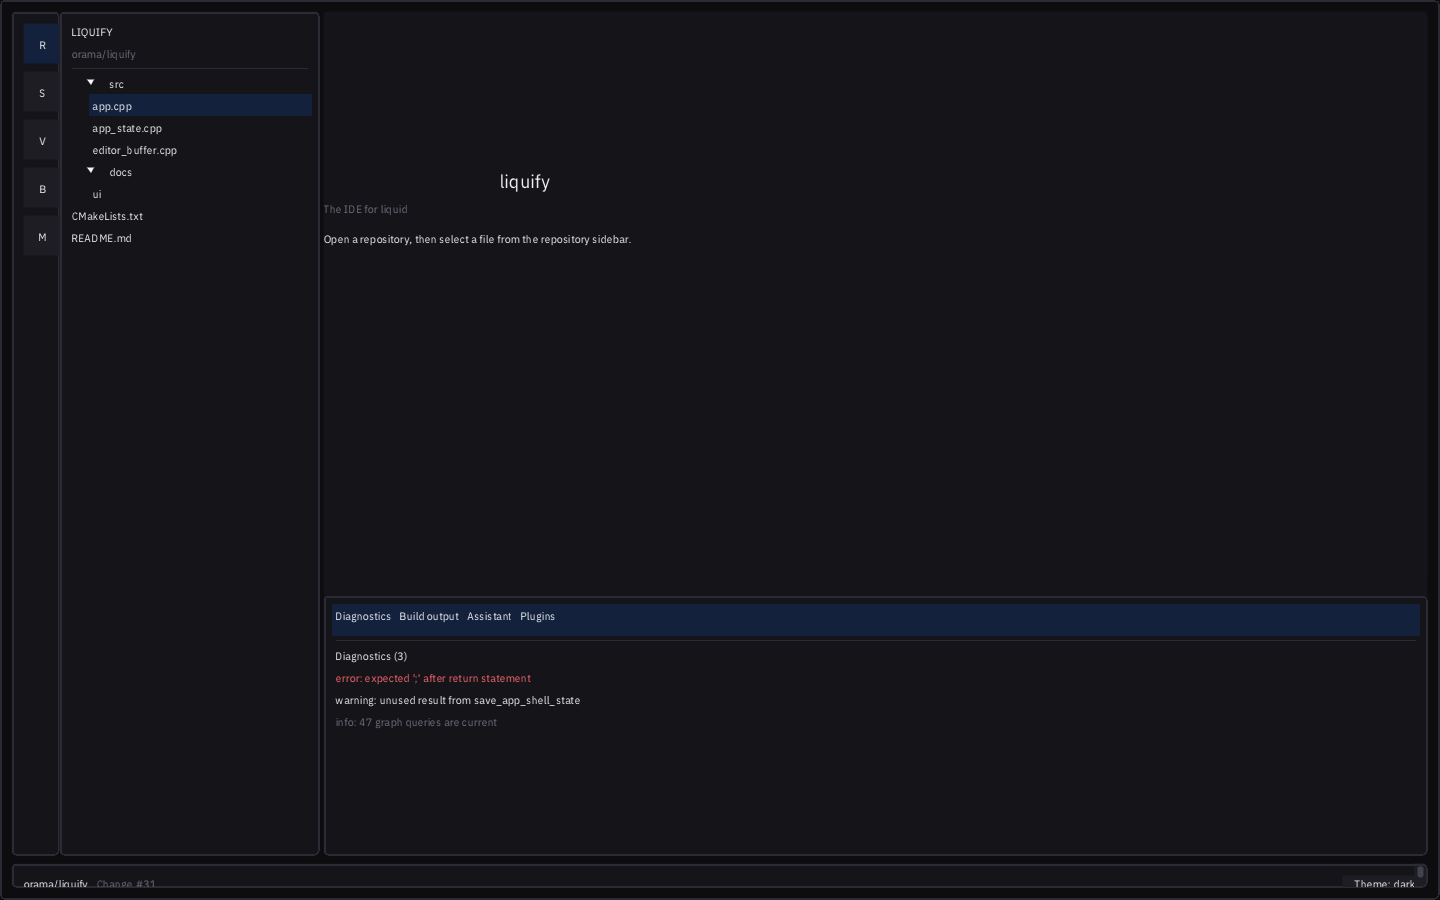 R
S
V
B
M
LIQUIFY
orama/liquify
src
app.cpp
app_state.cpp
editor_buffer.cpp
docs
ui
CMakeLists.txt
README.md
liquify
The IDE for liquid
Open a repository, then select a file from the repository sidebar.
Diagnostics Build output Assistant Plugins
Diagnostics (3)
error: expected ';' after return statement
warning: unused result from save_app_shell_state
info: 47 graph queries are current
orama/liquify Change #31 Theme: dark